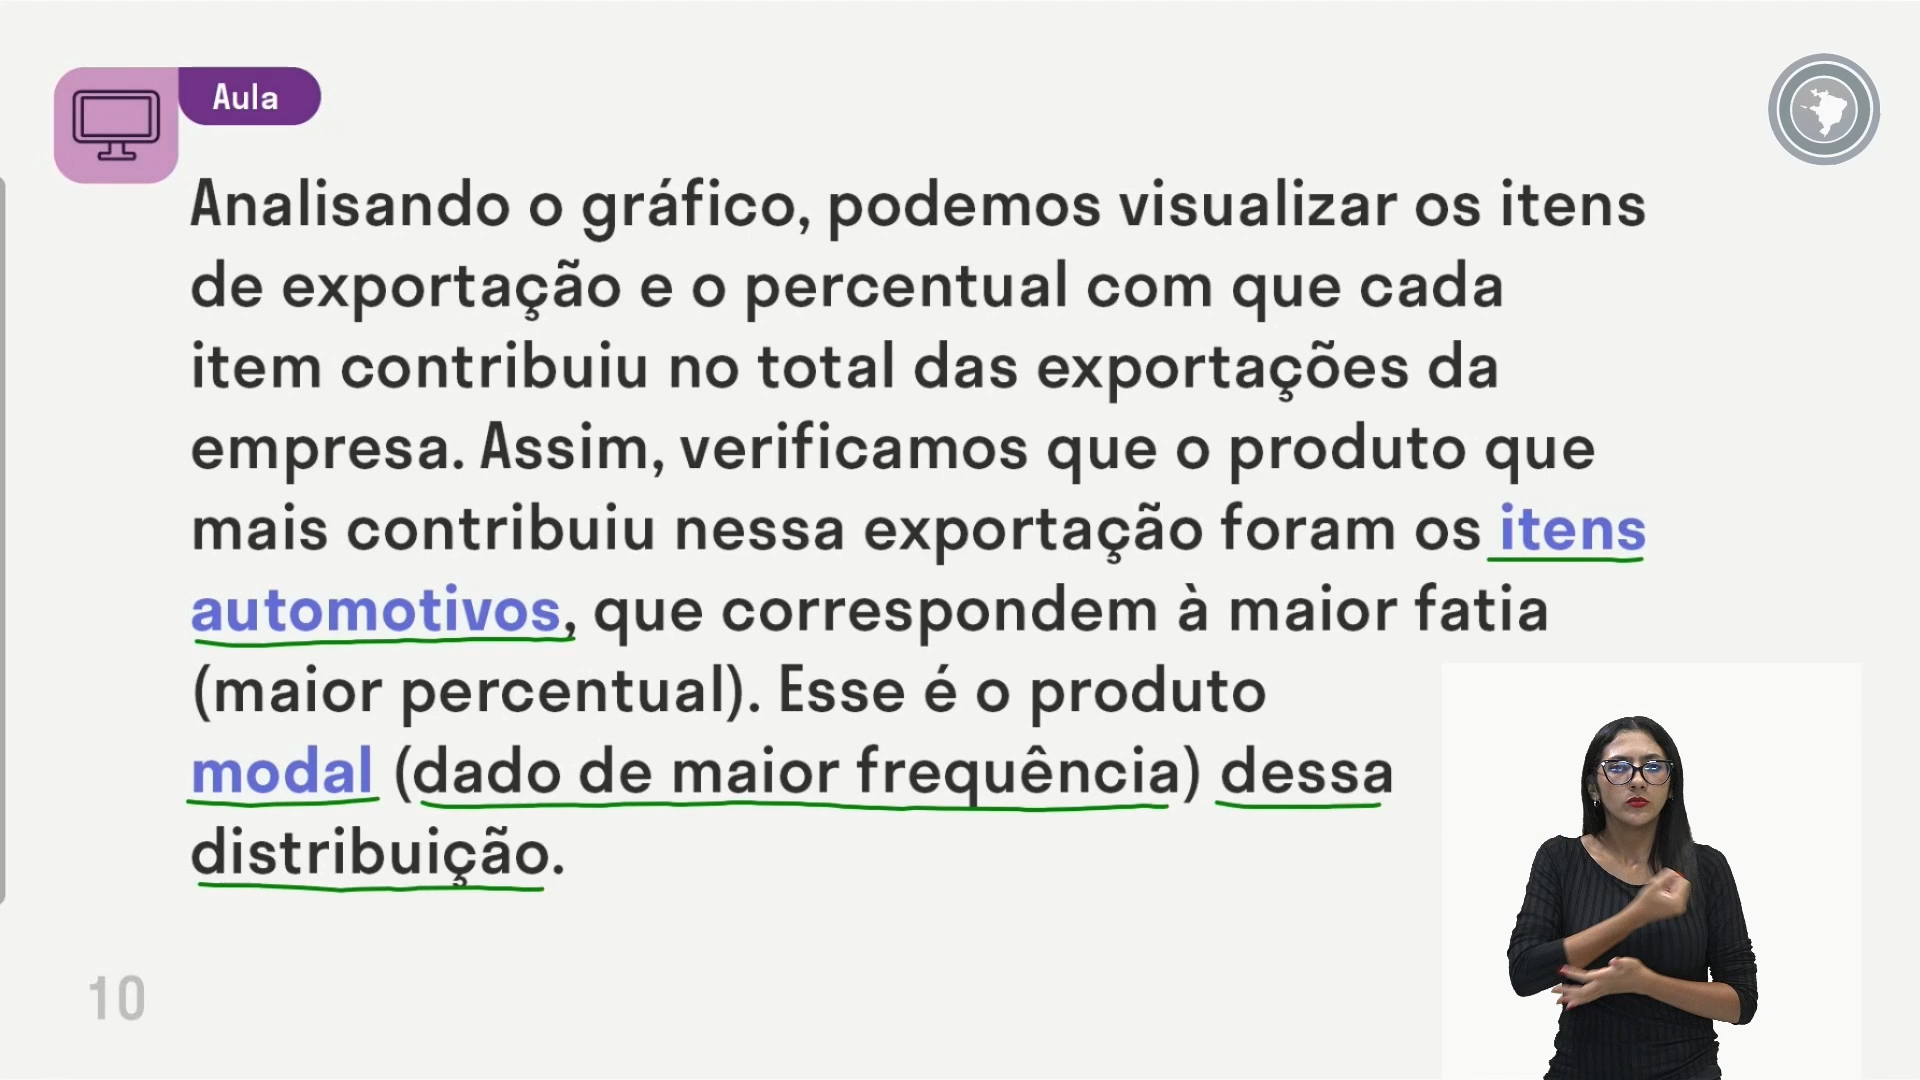 Aula
Analisando o gráfico, podemos visualizar os itens
de exportação e o percentual com que cada
item contribuiu no total das exportações da
empresa. Assim, verificamos que o produto que
mais contribuiu nessa exportação foram os itens
automotivos, que correspondem à maior fatia
(maior percentual). Esse é o produto
modal (dado de maior frequência) dessa
distribuição.
10